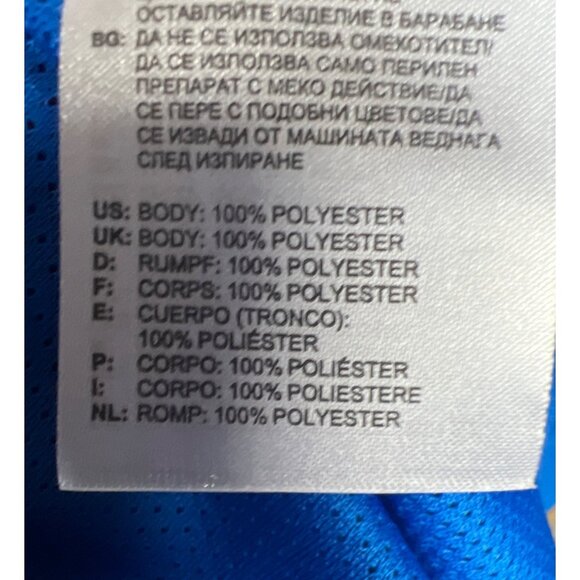 ОСТАВЛЯЙТЕ ИЗДЕЛИЕ В БАРАБАНЕ
BG: ДА НЕ СЕ ИЗПОЛЗВА ОМЕКОТИТЕЛ/
ДА СЕ ИЗПОЛЗВА САМО ПЕРИЛЕН
ПРЕПАРАТ С МЕКО ДЕЙСТВИЕ/ДА
СЕ ПЕРЕ С ПОДОБНИ ЦВЕТОВЕ/ДА
СЕ ИЗВАДИ ОТ МАШИНАТА ВЕДНАГА
СЛЕД ИЗПИРАНЕ
US: BODY: 100% POLYESTER
UK: BODY: 100% POLYESTER
D: RUMPF: 100% POLYESTER
F: CORPS: 100% POLYESTER
E: CUERPO (TRONCO):
100% POLIÉSTER
P: CORPO: 100% POLIÉSTER
I: CORPO: 100% POLIESTERE
NL: ROMP: 100% POLYESTER